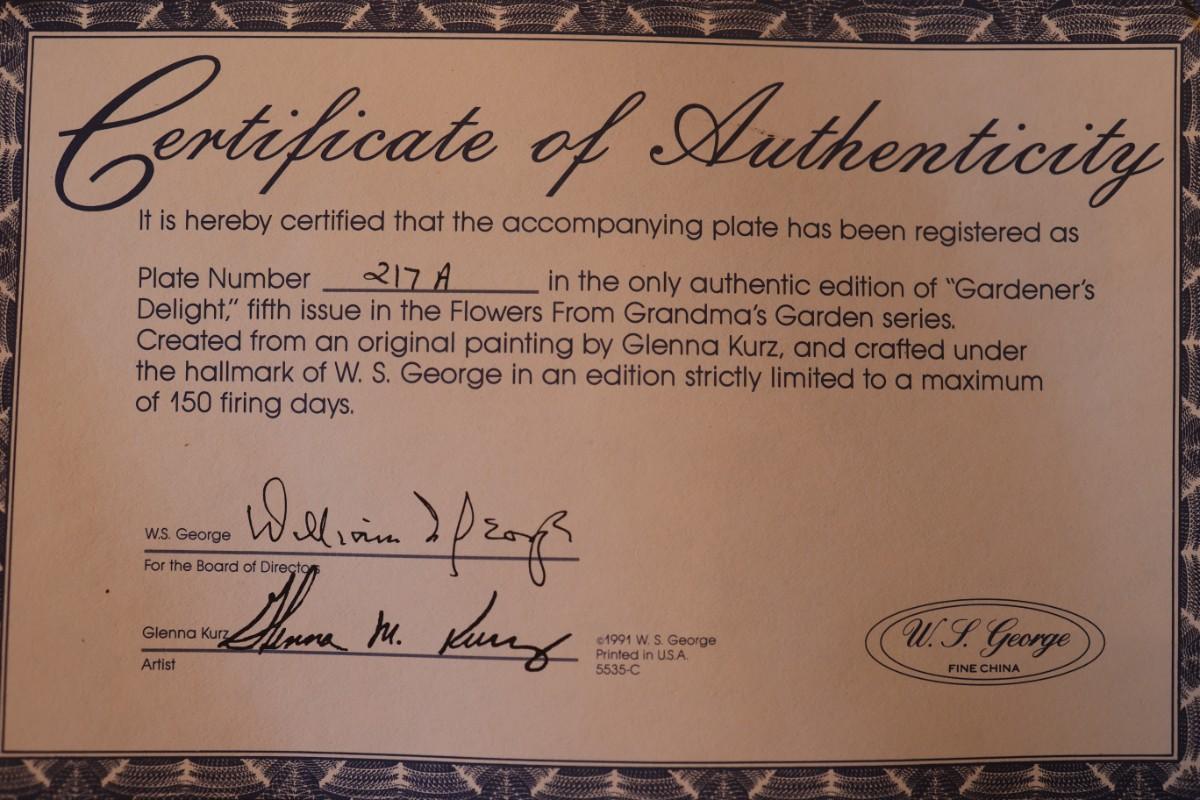 Certificate of Authenticity
It is hereby certified that the accompanying plate has been registered as
Plate Number 217 A in the only authentic edition of "Gardener's
Delight," fifth issue in the Flowers From Grandma's Garden series.
Created from an original painting by Glenna Kurz, and crafted under
the hallmark of W. S. George in an edition strictly limited to a maximum
of 150 firing days.
W.S. George William S George
For the Board of Directors
Glenna Kurz Glenna M. Kurz
Artist
©1991 W. S. George
Printed in U.S.A.
5535-C
W. S. George
FINE CHINA